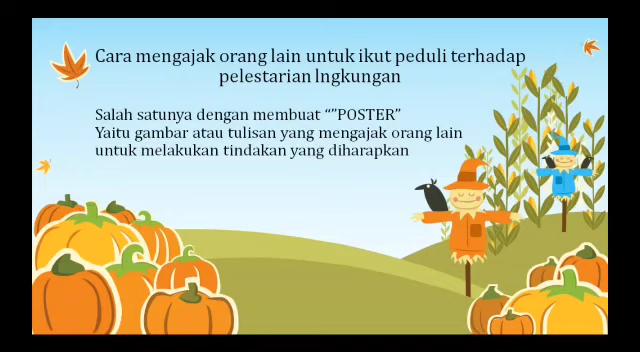 Cara mengajak orang lain untuk ikut peduli terhadap
pelestarian lngkungan
Salah satunya dengan membuat “”POSTER”
Yaitu gambar atau tulisan yang mengajak orang lain
untuk melakukan tindakan yang diharapkan